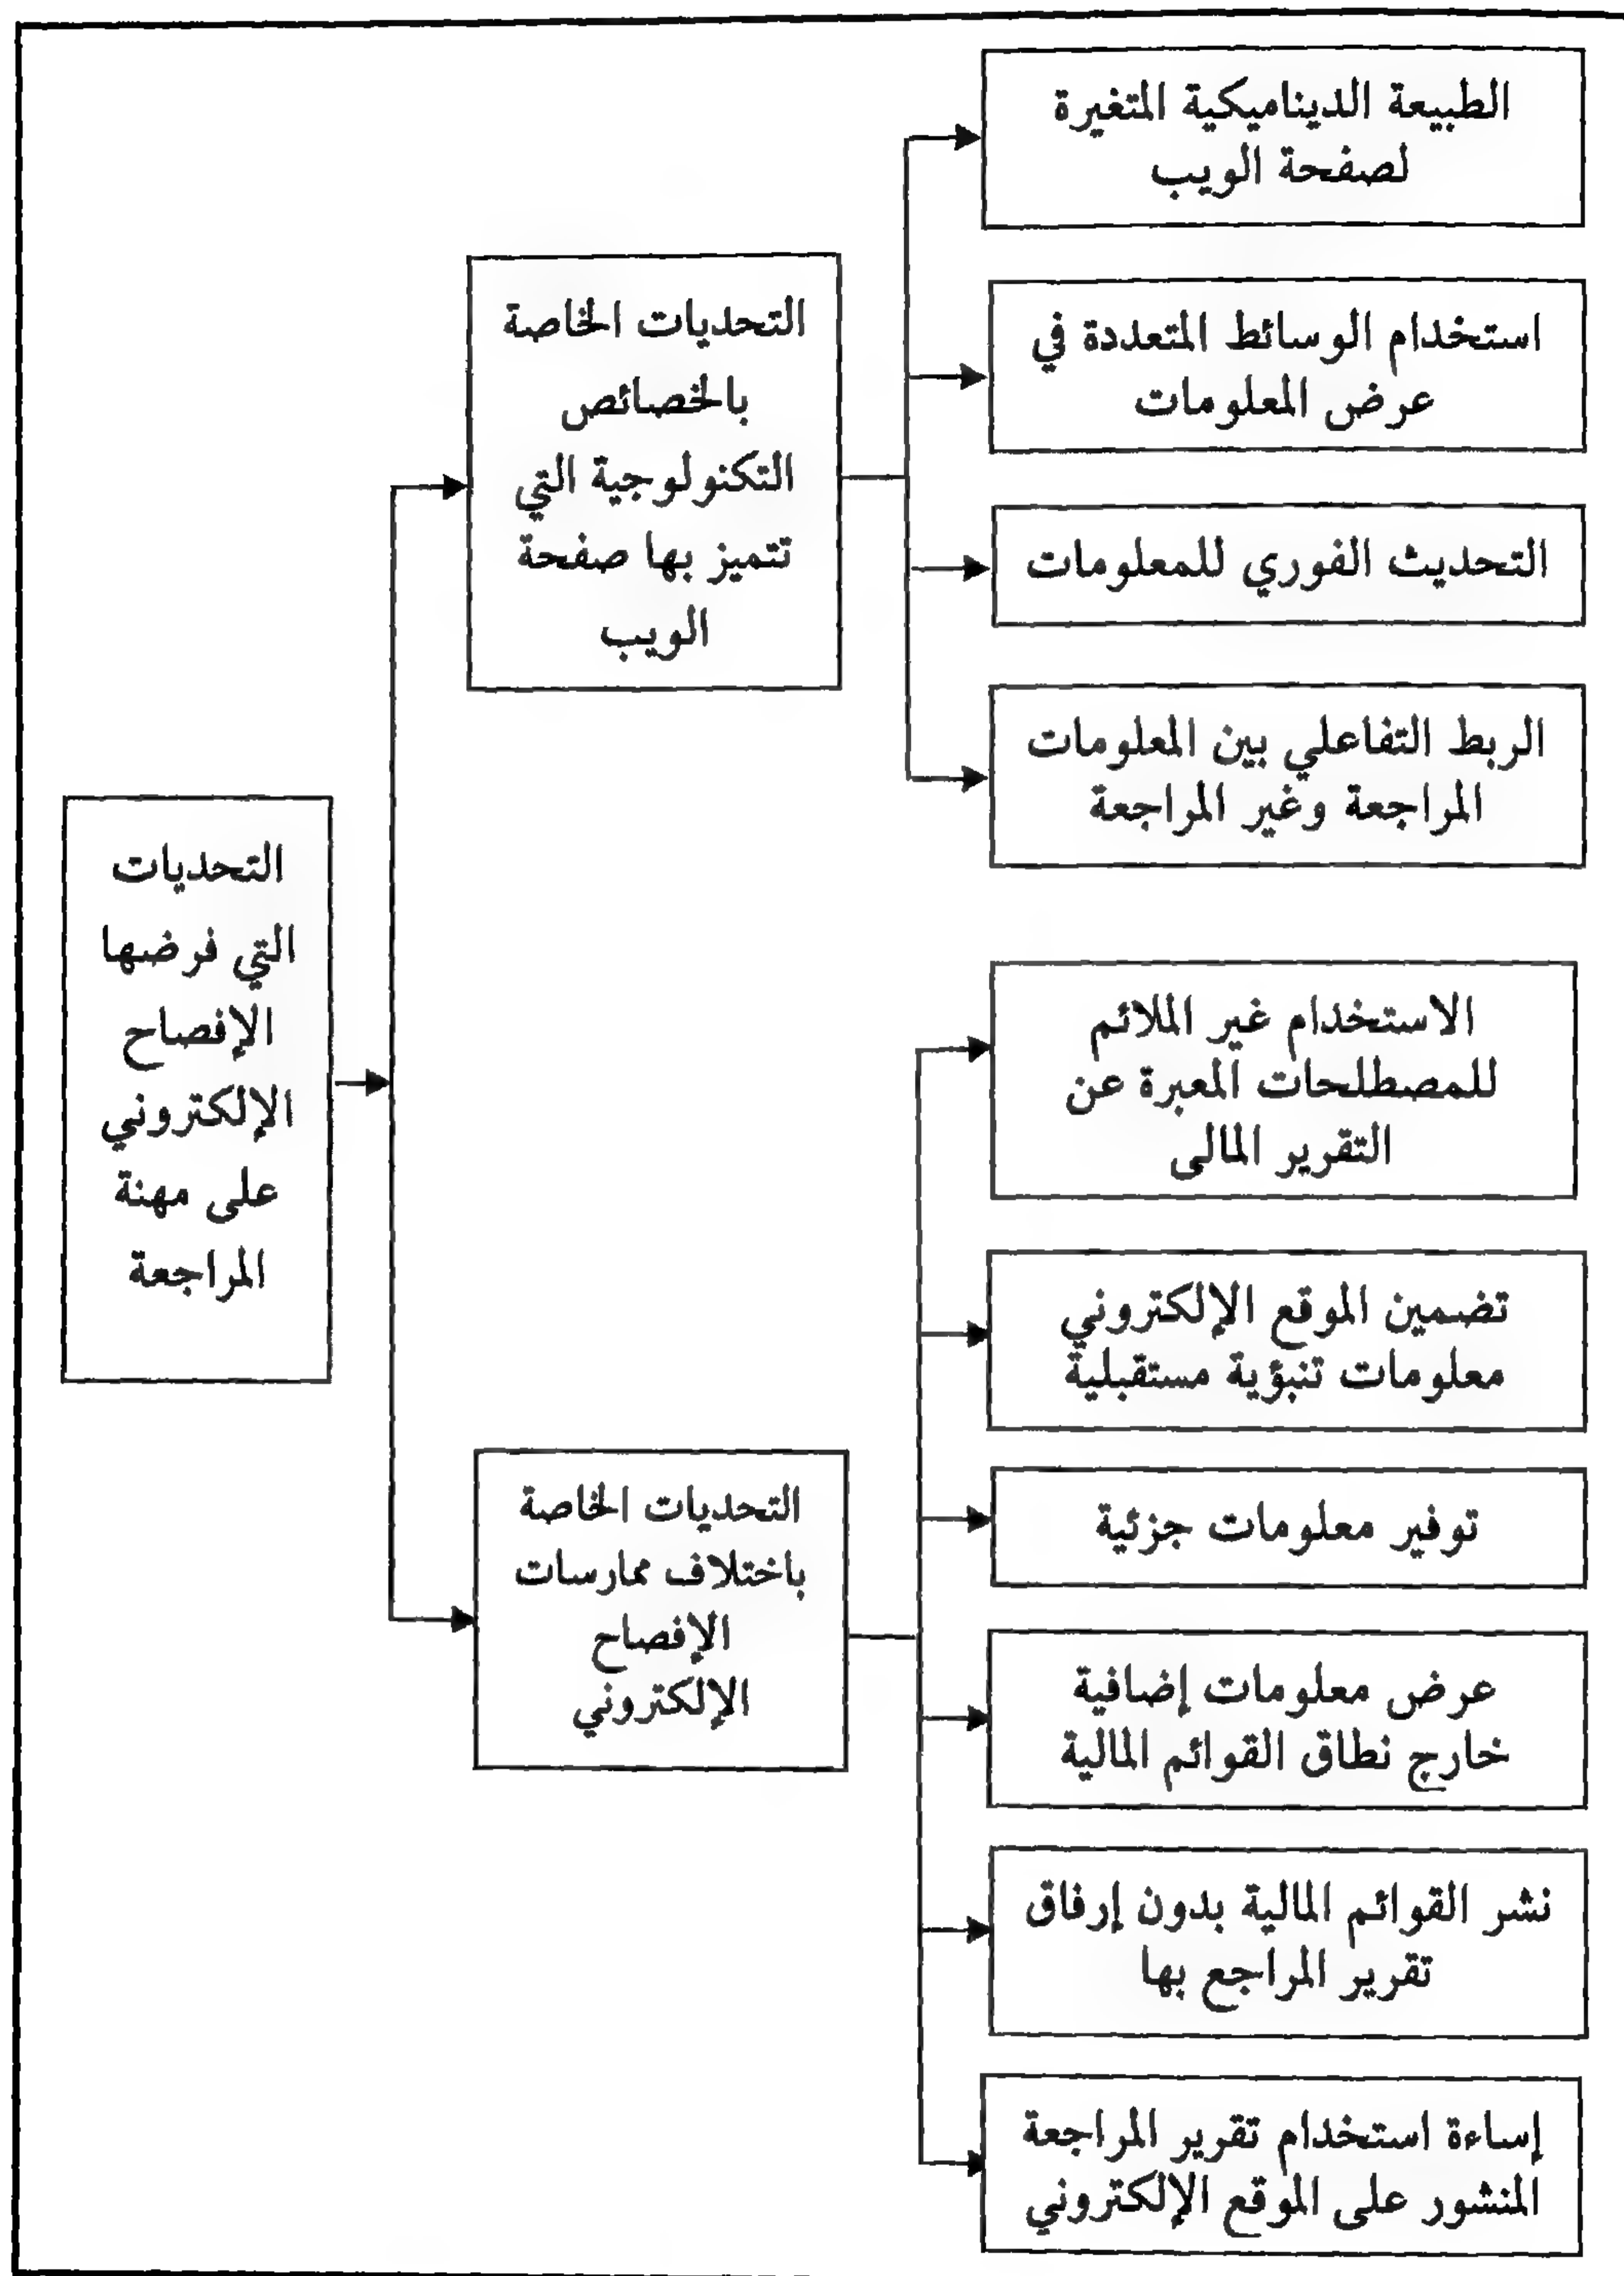 التحديات
التي فرضها
الإفصاح
الإلكتروني
على مهنة
المراجعة
التحديات الخاصة
بالخصائص
التكنولوجية التي
تتميز بها صفحة
الويب
الطبيعة الديناميكية المتغيرة
لصفحة الويب
استخدام الوسائط المتعددة في
عرض المعلومات
التحديث الفوري للمعلومات
الربط التفاعلي بين المعلومات
المراجعة وغير المراجعة
التحديات الخاصة
باختلاف ممارسات
الإفصاح
الإلكتروني
الاستخدام غير الملائم
للمصطلحات المعبرة عن
التقرير المالى
تضمين الموقع الإلكتروني
معلومات تنبؤية مستقبلية
توفير معلومات جزئية
عرض معلومات إضافية
خارج نطاق القوائم المالية
نشر القوائم المالية بدون إرفاق
تقرير المراجع بها
إساءة استخدام تقرير المراجعة
المنشور على الموقع الإلكتروني